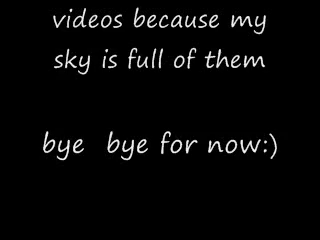 videos because my
sky is full of them
bye  bye for now:)